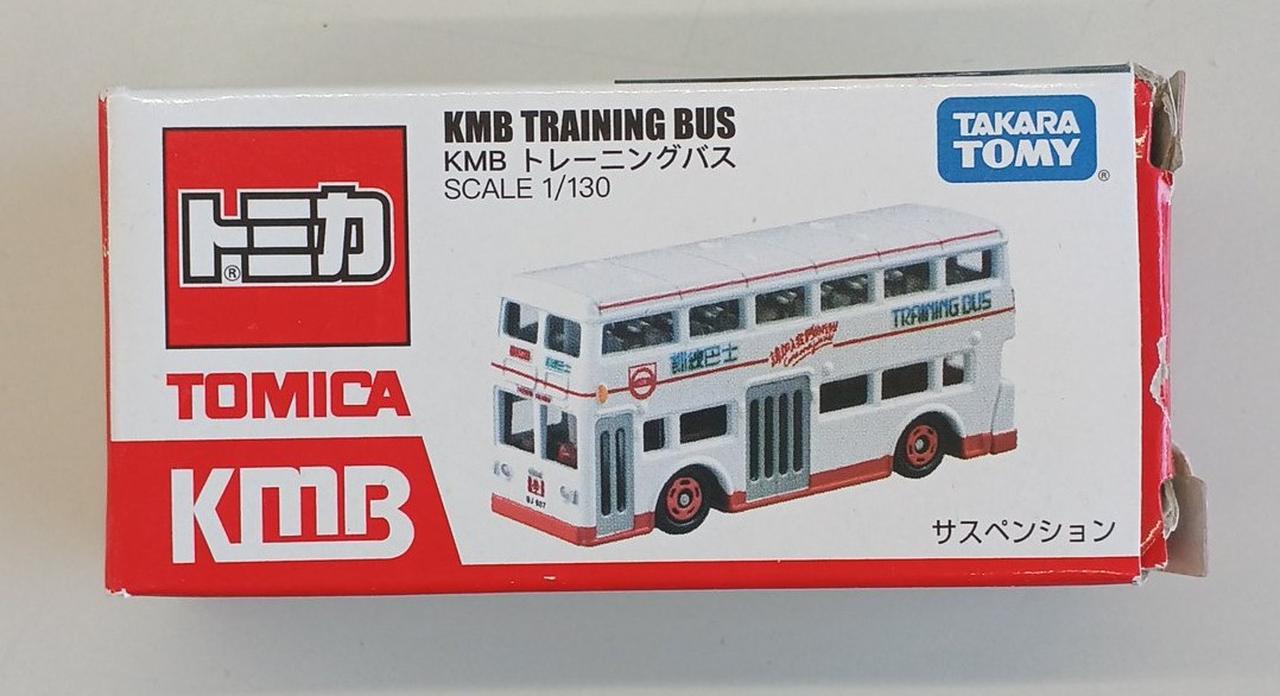 KMB TRAINING BUS
KMB トレーニングバス
SCALE 1/130
TAKARA
TOMY
®
トミカ
®
TOMICA
KMB
訓練巴士
TRAINING BUS
サスペンション